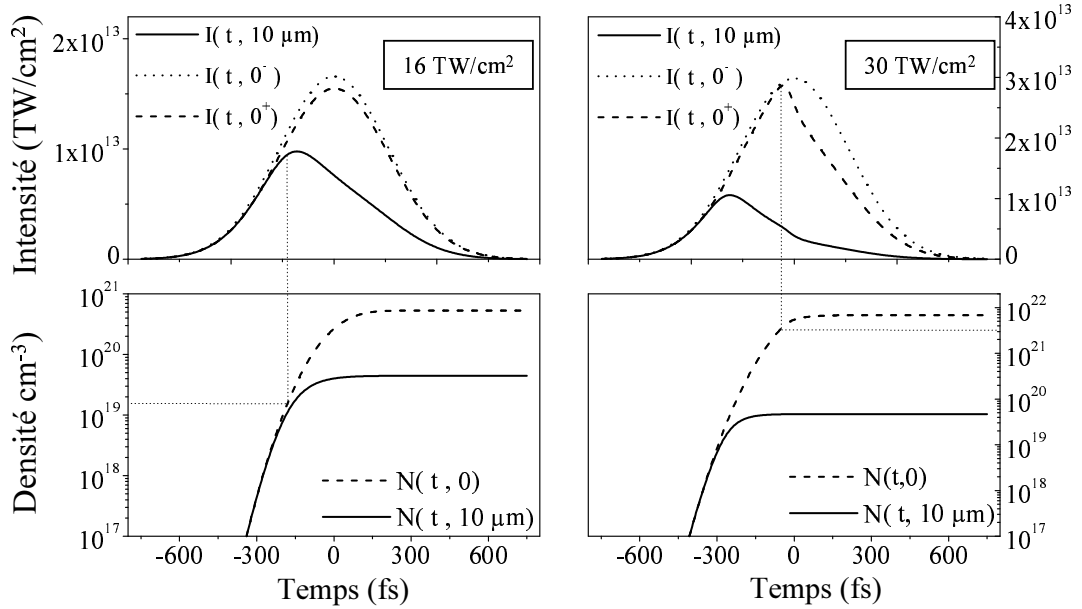 Intensité (TW/cm²)
2x10¹³
1x10¹³
0
I( t , 10 µm)
I( t , 0⁻)
I( t , 0⁺)
16 TW/cm²
I( t , 10 µm)
I( t , 0⁻)
I( t , 0⁺)
30 TW/cm²
4x10¹³
3x10¹³
2x10¹³
1x10¹³
0
Densité cm⁻³
10²¹
10²⁰
10¹⁹
10¹⁸
10¹⁷
N( t , 0)
N( t , 10 µm)
-600 -300 0 300 600
Temps (fs)
N(t,0)
N( t, 10 µm)
10²²
10²¹
10²⁰
10¹⁹
10¹⁸
10¹⁷
-600 -300 0 300 600
Temps (fs)